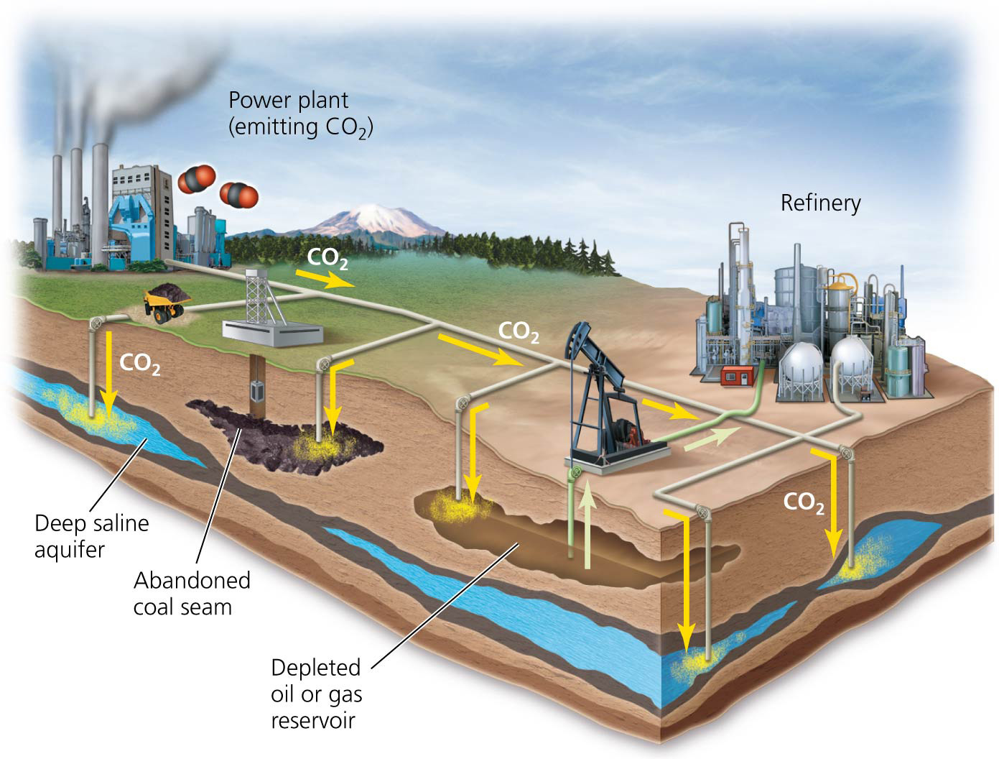 Power plant
(emitting CO₂)
Refinery
CO₂
CO₂
CO₂
CO₂
Deep saline
aquifer
Abandoned
coal seam
Depleted
oil or gas
reservoir